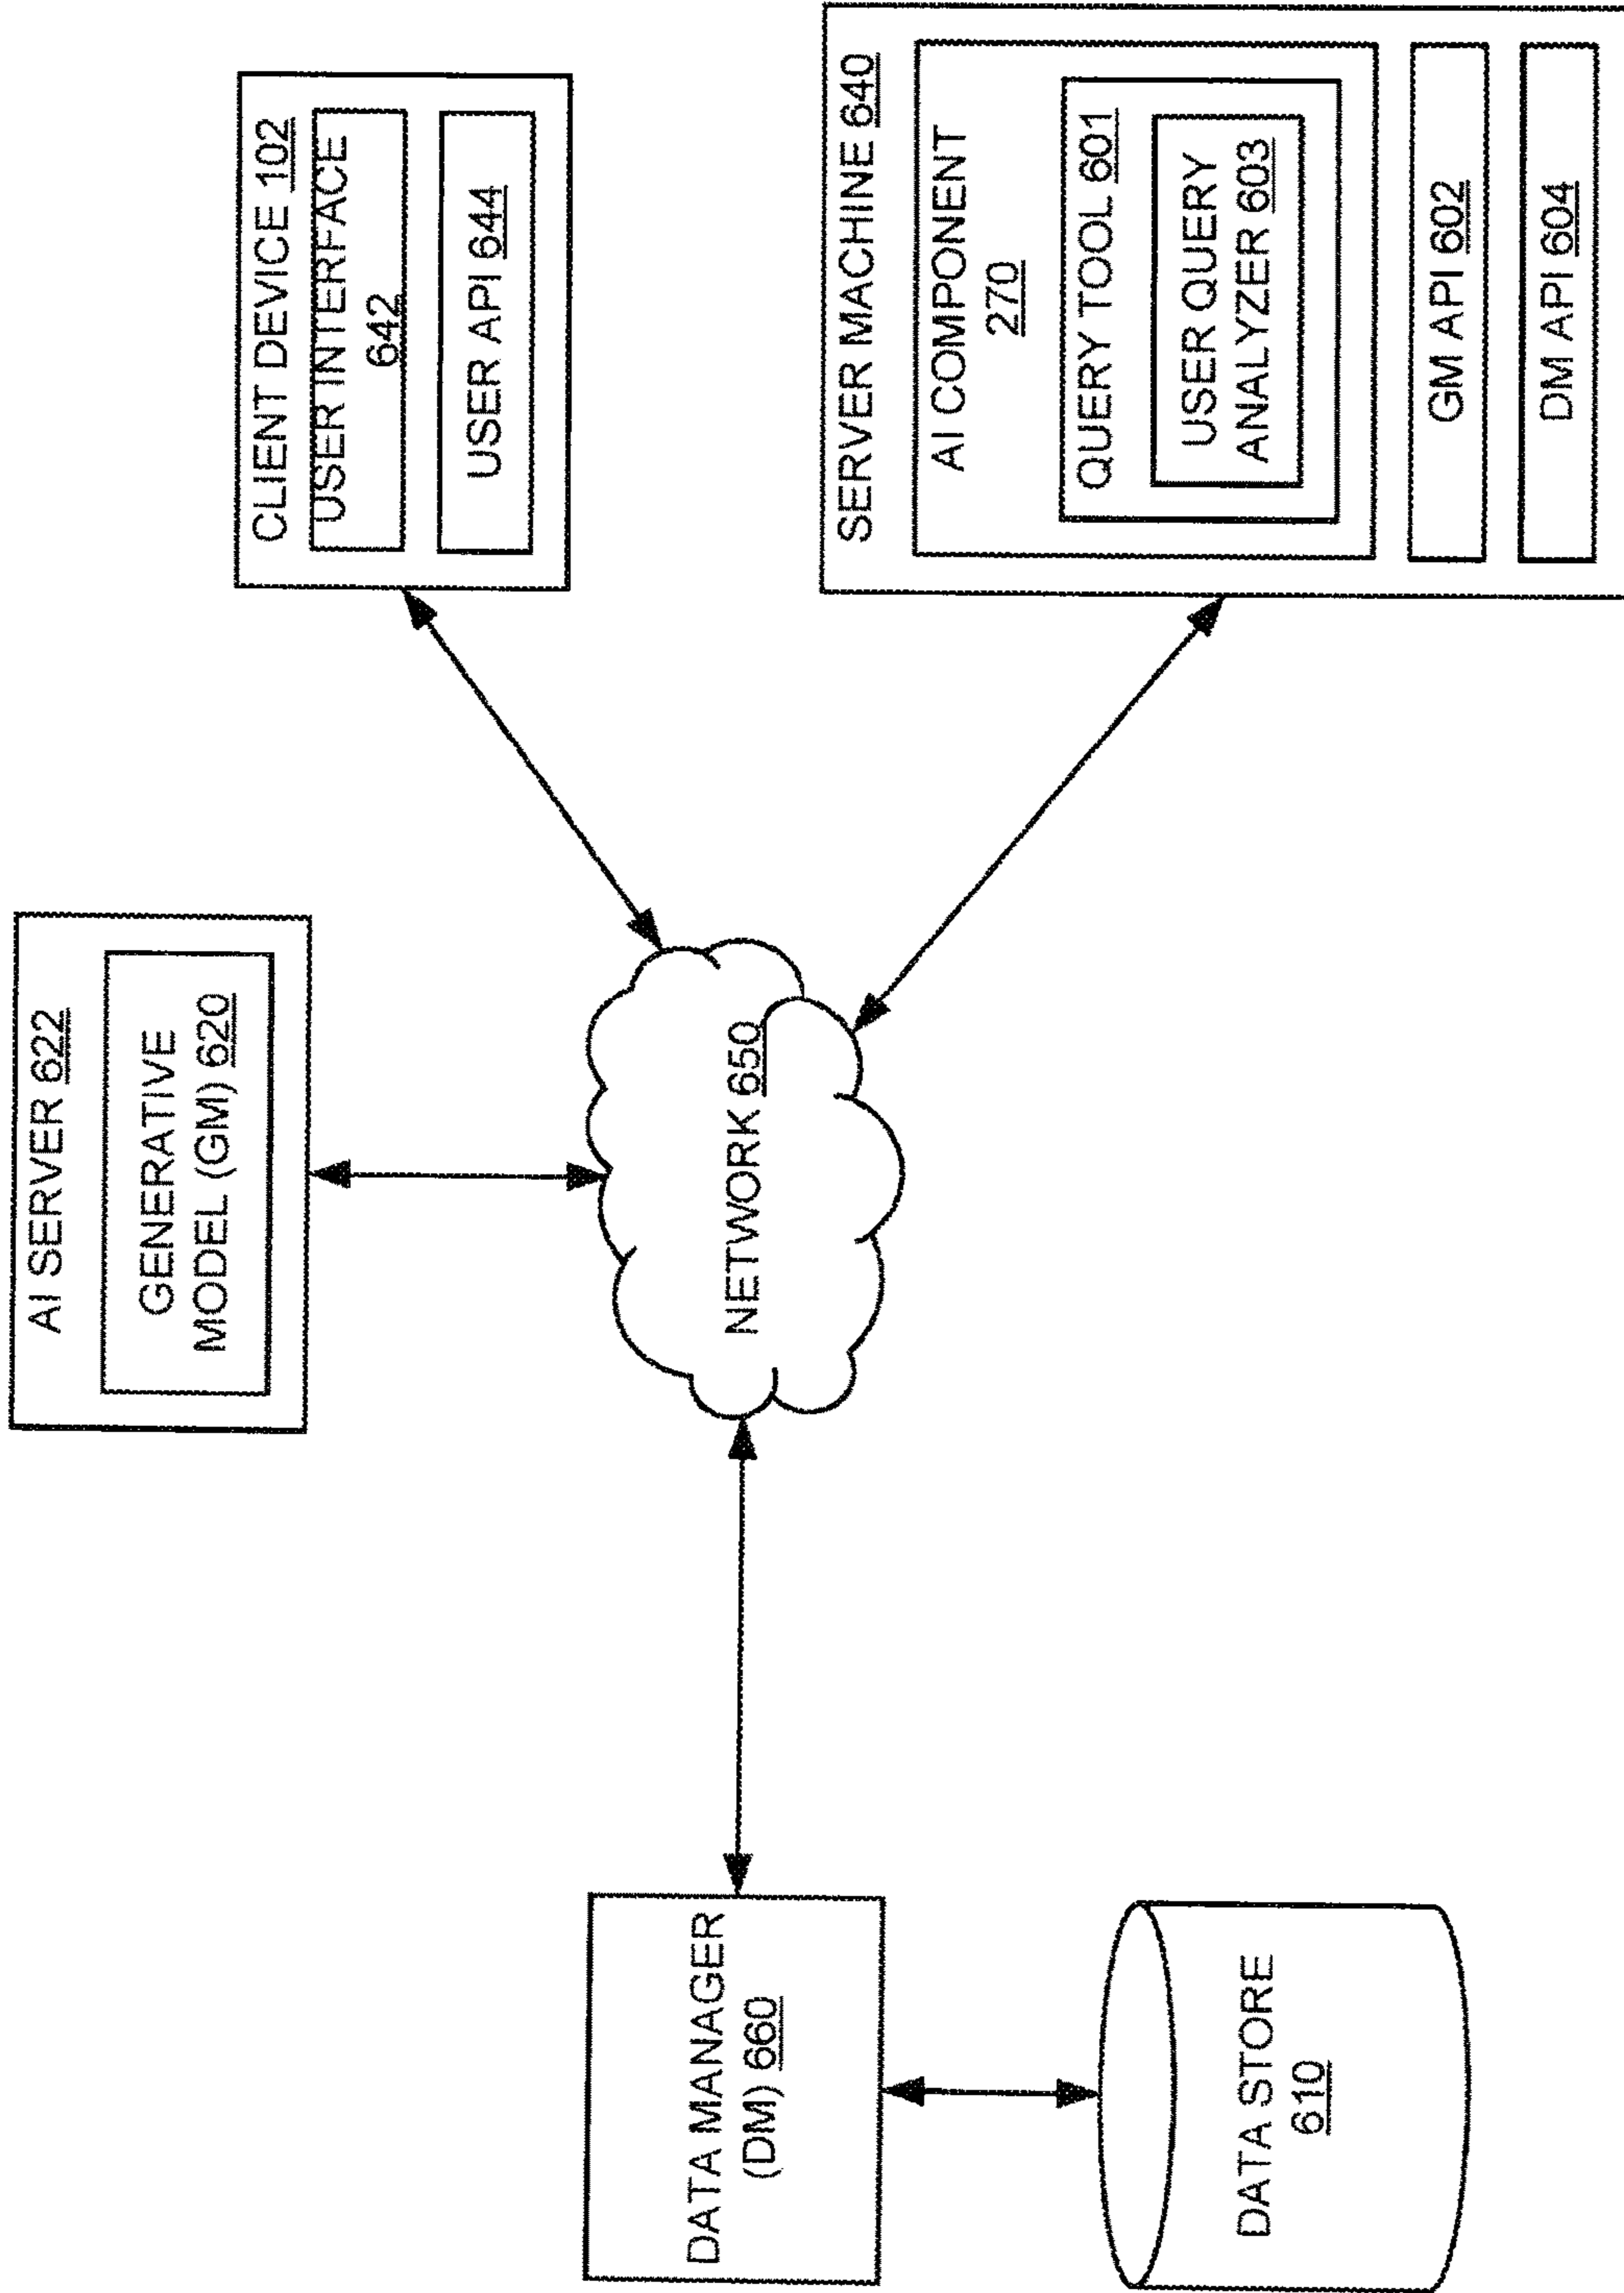 AI SERVER 622
GENERATIVE
MODEL (GM) 620
CLIENT DEVICE 102
USER INTERFACE
642
USER API 644
NETWORK 650
DATA MANAGER
(DM) 660
DATA STORE
610
SERVER MACHINE 640
AI COMPONENT
270
QUERY TOOL 601
USER QUERY
ANALYZER 603
GM API 602
DM API 604